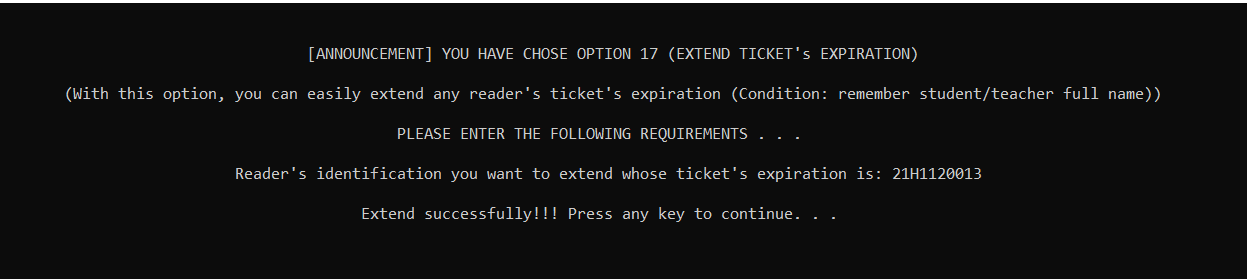 [ANNOUNCEMENT] YOU HAVE CHOSE OPTION 17 (EXTEND TICKET's EXPIRATION)
(With this option, you can easily extend any reader's ticket's expiration (Condition: remember student/teacher full name))
PLEASE ENTER THE FOLLOWING REQUIREMENTS . . .
Reader's identification you want to extend whose ticket's expiration is: 21H1120013
Extend successfully!!! Press any key to continue. . .